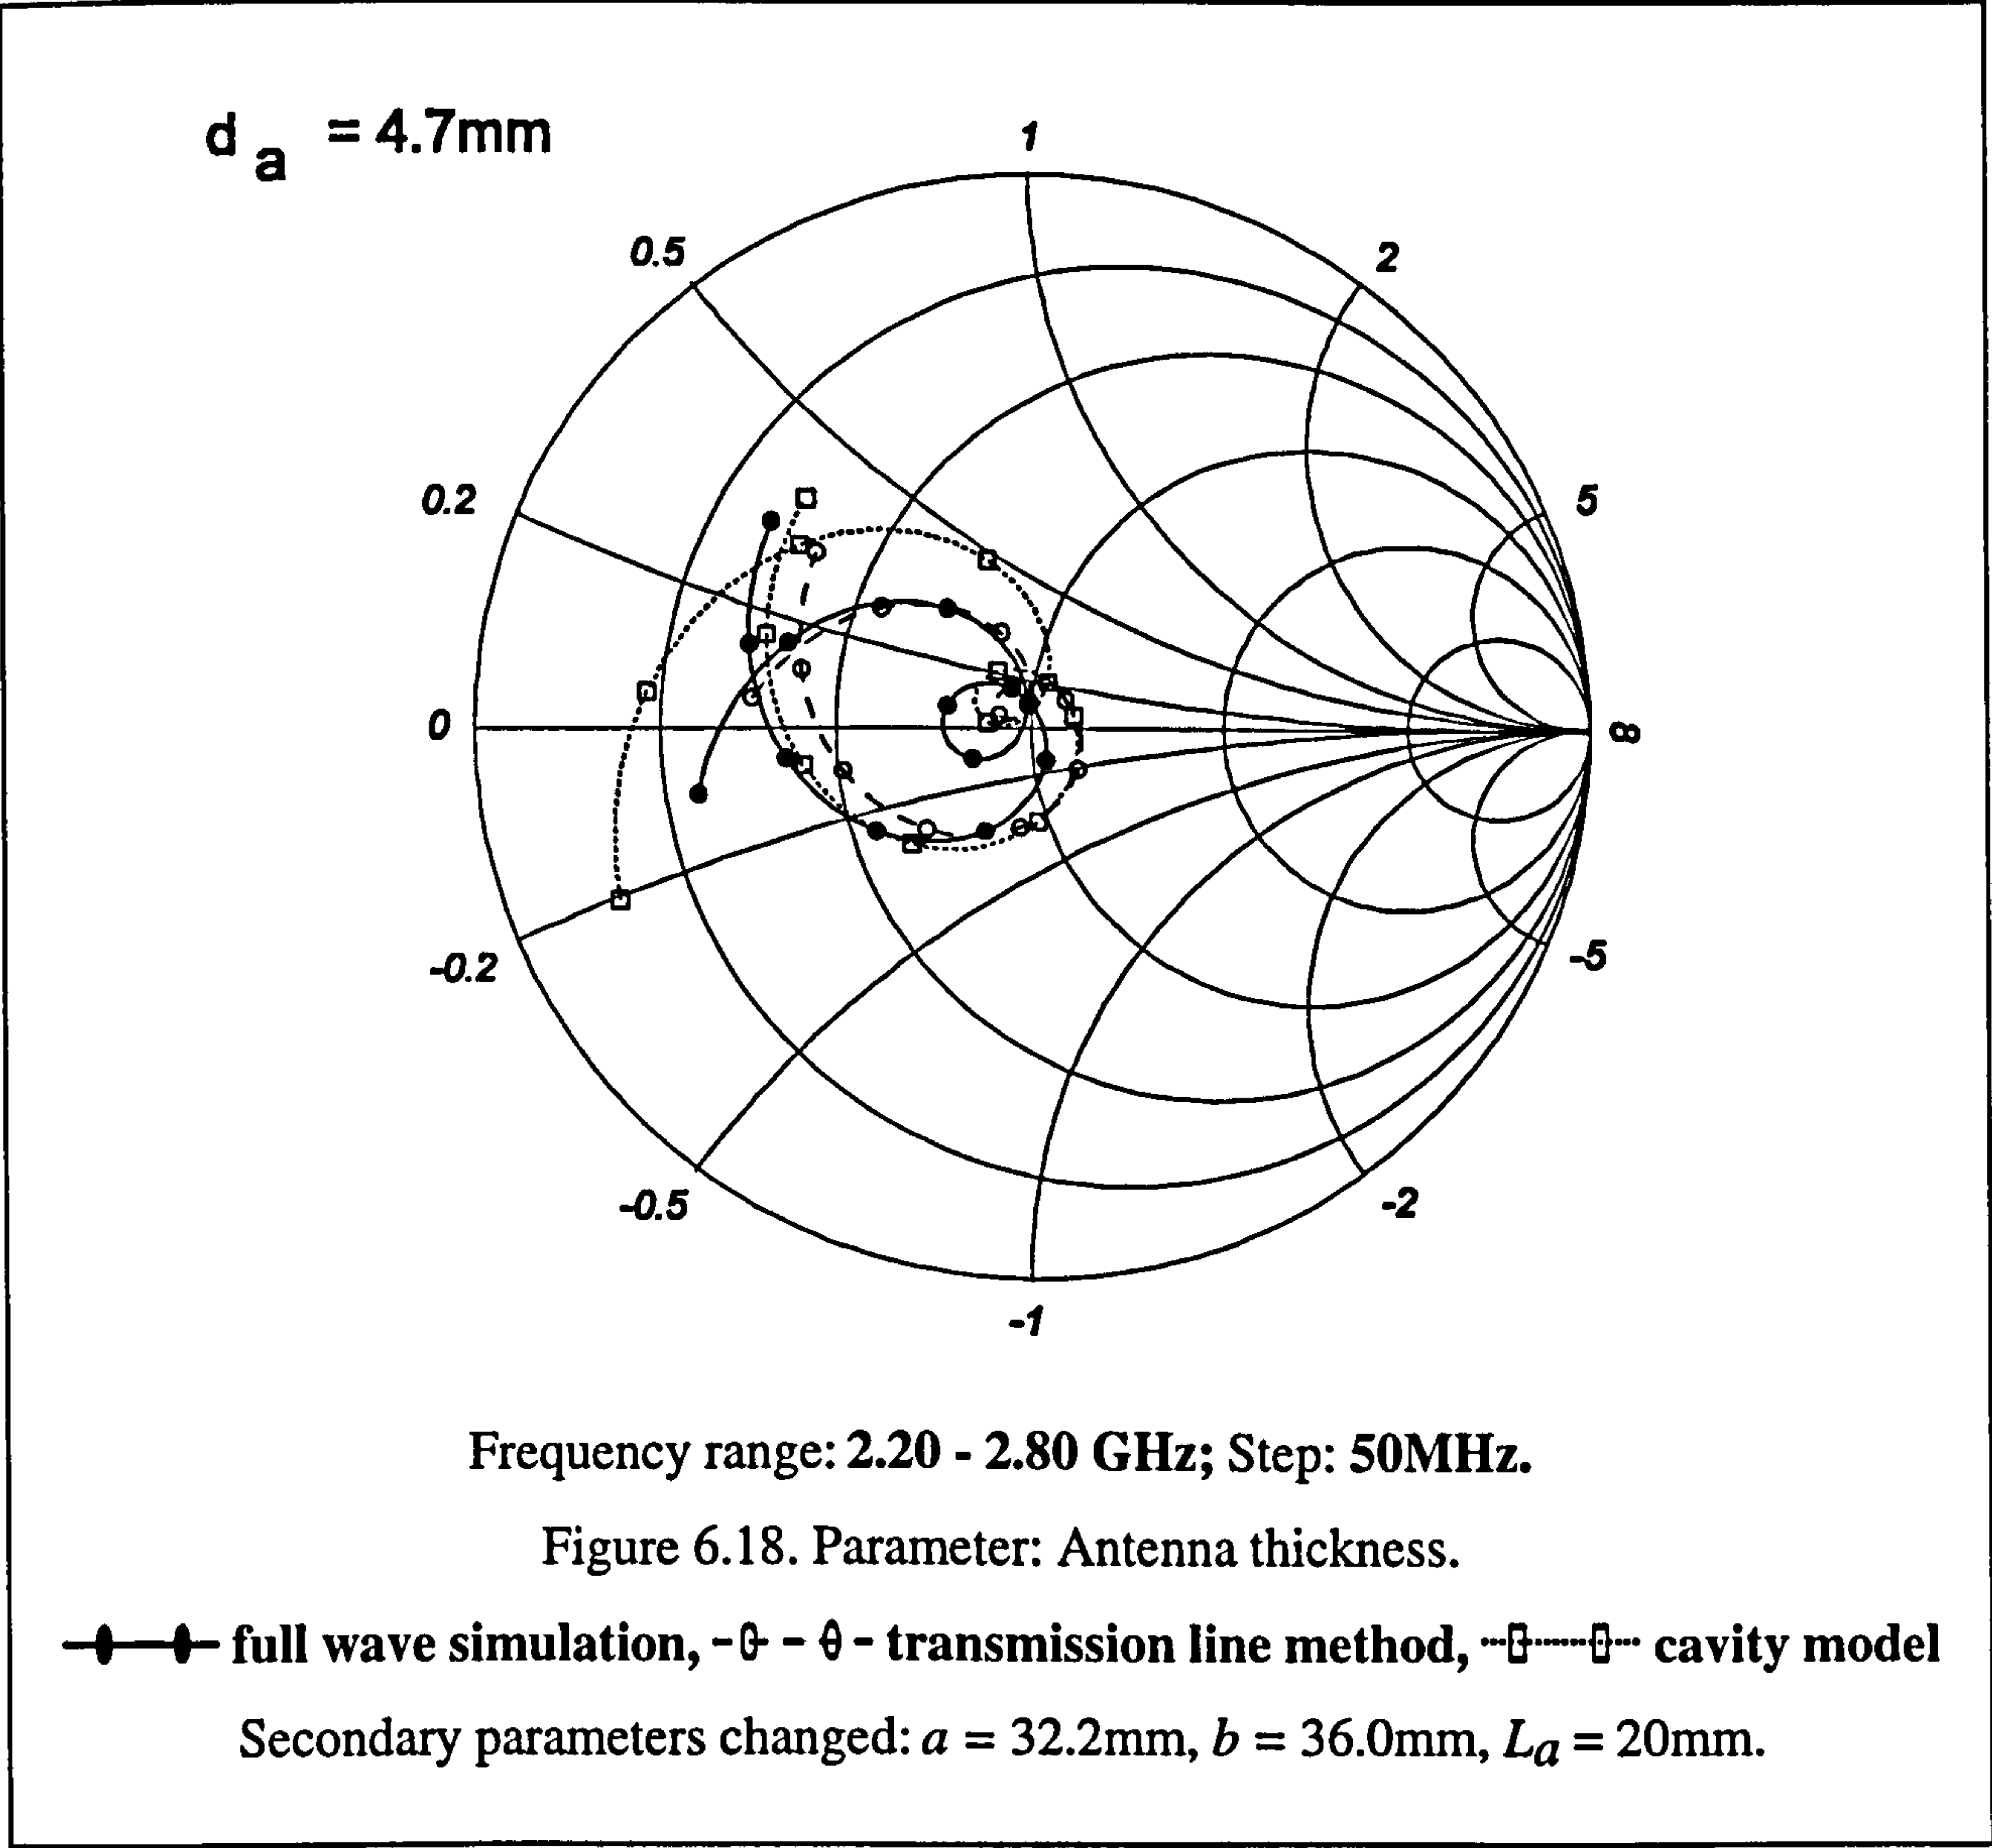 d a = 4.7mm
1
0.5
2
0.2
5
0
∞
-0.2
-5
-0.5
-2
-1
Frequency range: 2.20 - 2.80 GHz; Step: 50MHz.
Figure 6.18. Parameter: Antenna thickness.
full wave simulation, transmission line method, cavity model
Secondary parameters changed: a = 32.2mm, b = 36.0mm, La = 20mm.